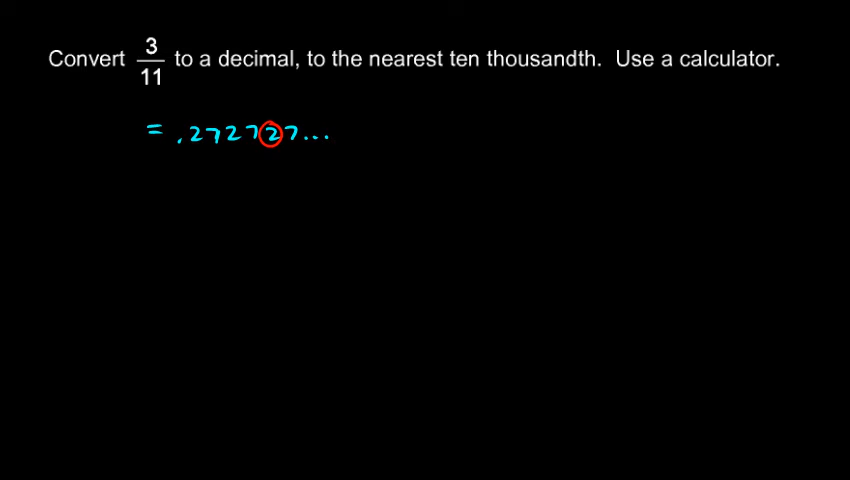 Convert 3/11 to a decimal, to the nearest ten thousandth. Use a calculator.
= .272727...